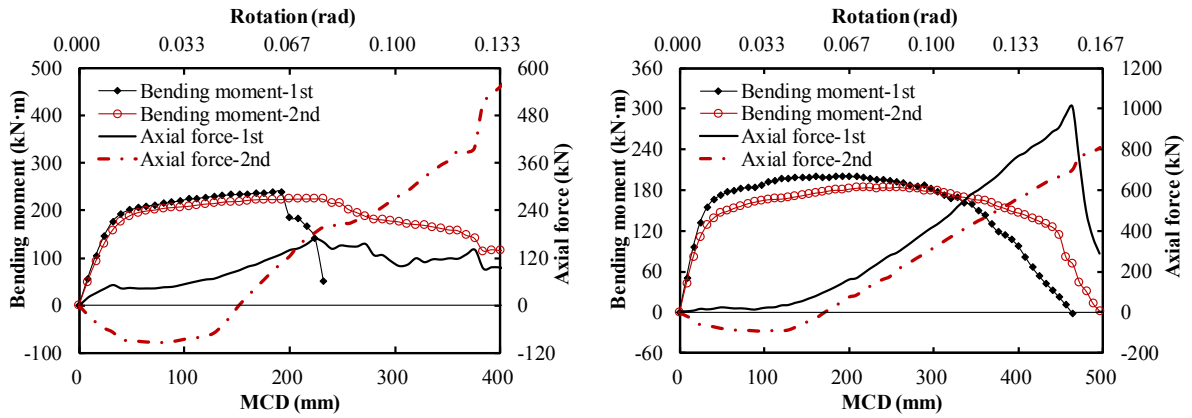 Rotation (rad)
0.000 0.033 0.067 0.100 0.133
500 400 300 200 100 0 -100
Bending moment (kN·m)
Bending moment-1st
Bending moment-2nd
Axial force-1st
Axial force-2nd
600 480 360 240 120 0 -120
Axial force (kN)
0 100 200 300 400
MCD (mm)
Rotation (rad)
0.000 0.033 0.067 0.100 0.133 0.167
360 300 240 180 120 60 0 -60
Bending moment (kN·m)
Bending moment-1st
Bending moment-2nd
Axial force-1st
Axial force-2nd
1200 1000 800 600 400 200 0 -200
Axial force (kN)
0 100 200 300 400 500
MCD (mm)